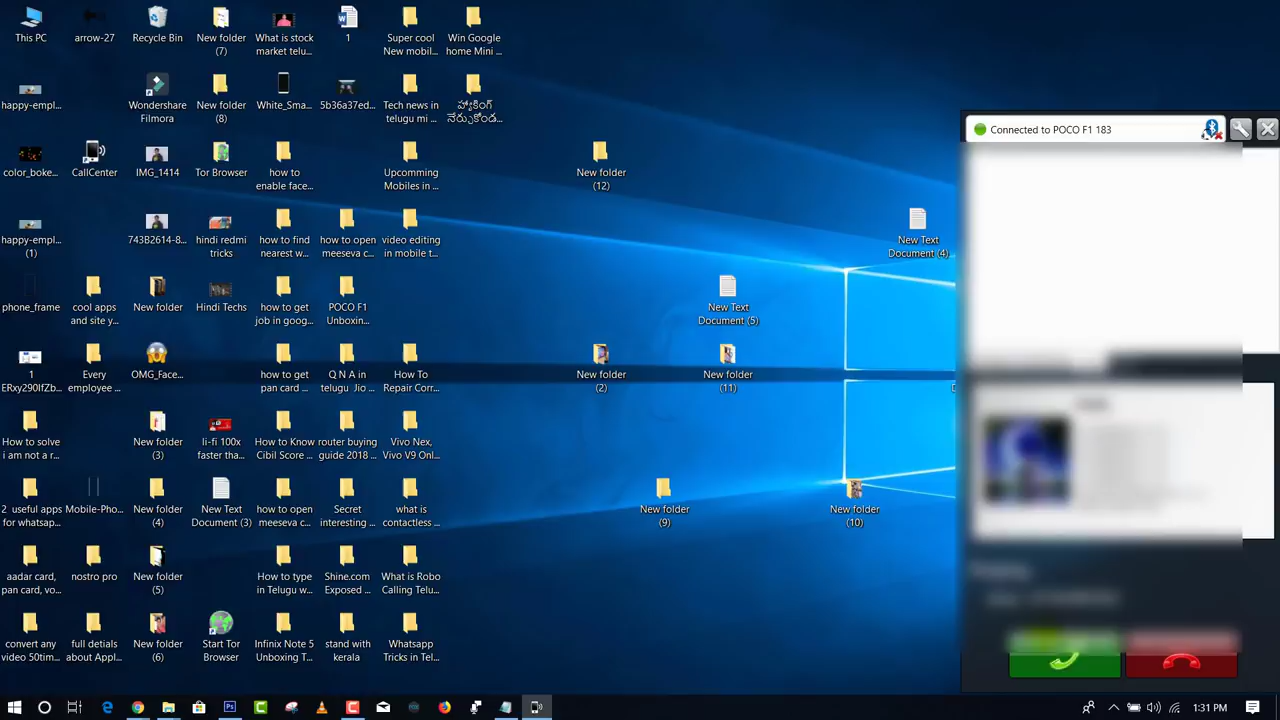 This PC
arrow-27
Recycle Bin
New folder
(7)
What is stock
market telu...
1
Super cool
New mobil...
Win Google
home Mini ...
happy-empl...
Wondershare
Filmora
New folder
(8)
White_Sma...
5b36a37ed...
Tech news in
telugu mi ...
హ్యాకింగ్
నేర్చుకోండ...
Connected to POCO F1 183
color_boke...
CallCenter
IMG_1414
Tor Browser
how to
enable face...
Upcomming
Mobiles in ...
New folder
(12)
happy-empl...
(1)
743B2614-8...
hindi redmi
tricks
how to find
nearest w...
how to open
meeseva c...
video editing
in mobile t...
New Text
Document (4)
phone_frame
cool apps
and site y...
New folder
Hindi Techs
how to get
job in goog...
POCO F1
Unboxin...
New Text
Document (5)
1
ERxy290IfZb...
Every
employee ...
OMG_Face...
how to get
pan card ...
Q N A in
telugu Jio ...
How To
Repair Corr...
New folder
(2)
New folder
(11)
How to solve
i am not a r...
New folder
(3)
li-fi 100x
faster tha...
How to Know
Cibil Score ...
router buying
guide 2018 ...
Vivo Nex,
Vivo V9 Onl...
2 useful apps
for whatsap...
Mobile-Pho...
New folder
(4)
New Text
Document (3)
how to open
meeseva c...
Secret
interesting ...
what is
contactless ...
New folder
(9)
New folder
(10)
aadar card,
pan card, vo...
nostro pro
New folder
(5)
How to type
in Telugu w...
Shine.com
Exposed ...
What is Robo
Calling Telu...
convert any
video 50tim...
full detials
about Appl...
New folder
(6)
Start Tor
Browser
Infinix Note 5
Unboxing T...
stand with
kerala
Whatsapp
Tricks in Tel...
1:31 PM